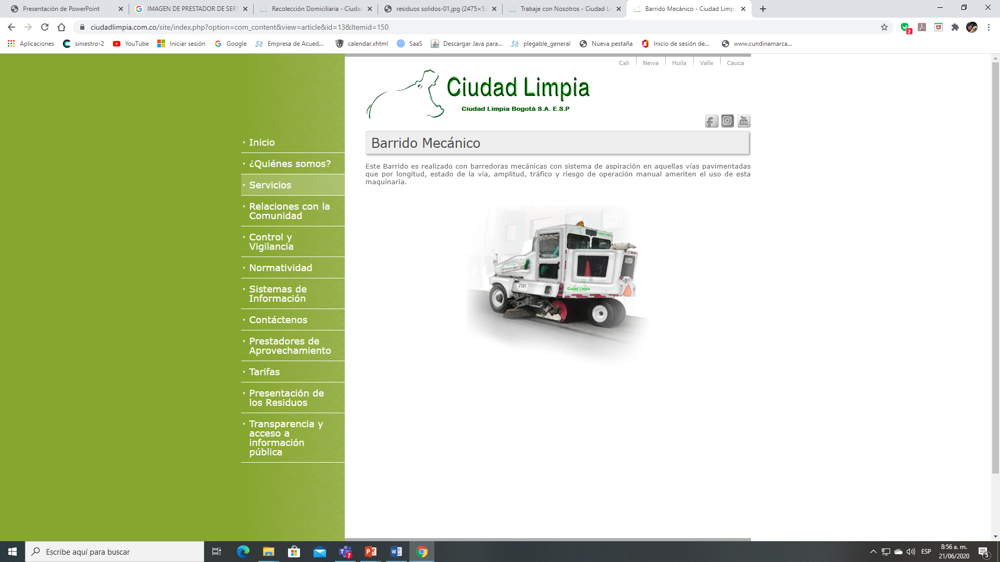 Presentación de PowerPoint
IMAGEN DE PRESTADOR DE SER
Recolección Domiciliaria - Ciudad
residuos solidos-01.jpg (2475×53
Trabaje con Nosotros - Ciudad Li
Barrido Mecánico - Ciudad Limpi
ciudadlimpia.com.co/site/index.php?option=com_content&view=article&id=13&Itemid=150
2
Aplicaciones
siniestro-2
YouTube
Iniciar sesión
Google
Empresa de Acued...
calendar.xhtml
SaaS
Descargar Java para...
plegable_general
Nueva pestaña
Inicio de sesión de...
www.cundinamarca...
Cali
Neiva
Huila
Valle
Cauca
Ciudad Limpia
Ciudad Limpia Bogotá S.A. E.S.P
You
Tube
Inicio
¿Quiénes somos?
Servicios
Relaciones con la
Comunidad
Control y
Vigilancia
Normatividad
Sistemas de
Información
Contáctenos
Prestadores de
Aprovechamiento
Tarifas
Presentación de
los Residuos
Transparencia y
acceso a
información
pública
Barrido Mecánico
Este Barrido es realizado con barredoras mecánicas con sistema de aspiración en aquellas vías pavimentadas
que por longitud, estado de la vía, amplitud, tráfico y riesgo de operación manual ameriten el uso de esta
maquinaria.
2101
Ciudad Limpia
Escribe aquí para buscar
7
ESP
8:56 a. m.
21/06/2020
5